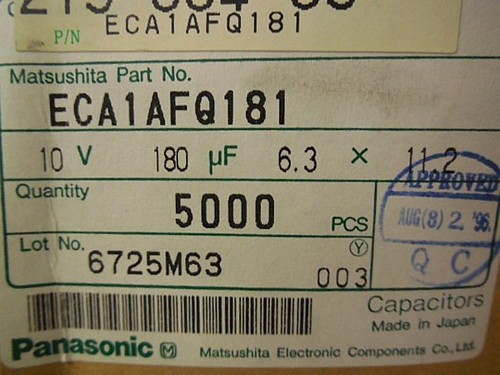 P/N ECA1AFQ181
Matsushita Part No.
ECA1AFQ181
10 V 180 µF 6.3 × 11.2
APPROVED
Quantity
5000 PCS
AUG(8) 2. '96.
Lot No.
6725M63 Y
003
Q C
Capacitors
Made in Japan
Panasonic M
Matsushita Electronic Components Co., Ltd.